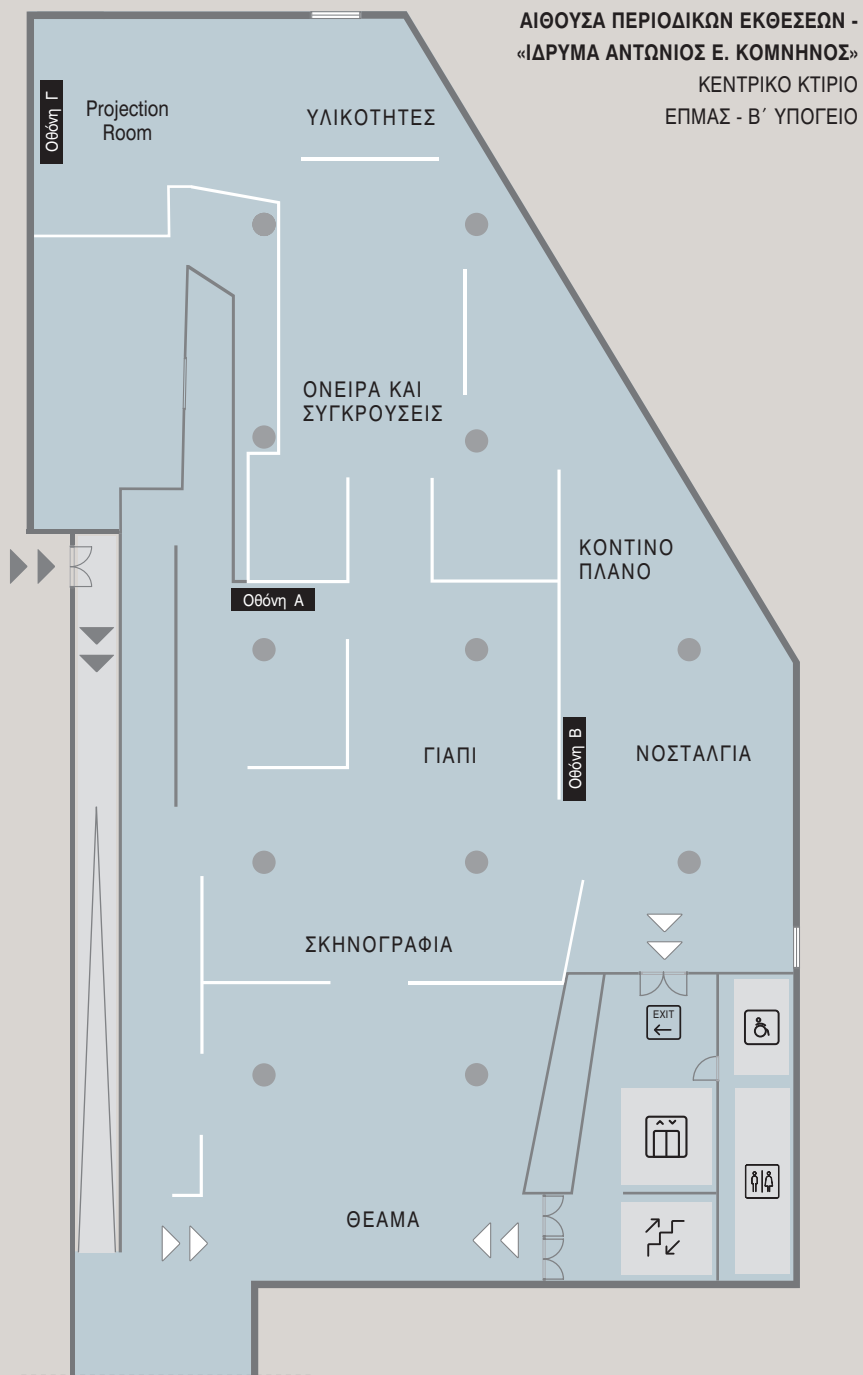 ΑΙΘΟΥΣΑ ΠΕΡΙΟΔΙΚΩΝ ΕΚΘΕΣΕΩΝ -
«ΙΔΡΥΜΑ ΑΝΤΩΝΙΟΣ Ε. ΚΟΜΝΗΝΟΣ»
ΚΕΝΤΡΙΚΟ ΚΤΙΡΙΟ
ΕΠΜΑΣ - Β΄ ΥΠΟΓΕΙΟ
Οθόνη Γ
Projection
Room
ΥΛΙΚΟΤΗΤΕΣ
ΟΝΕΙΡΑ ΚΑΙ
ΣΥΓΚΡΟΥΣΕΙΣ
ΚΟΝΤΙΝΟ
ΠΛΑΝΟ
Οθόνη Α
ΓΙΑΠΙ
Οθόνη Β
ΝΟΣΤΑΛΓΙΑ
ΣΚΗΝΟΓΡΑΦΙΑ
EXIT
ΘΕΑΜΑ